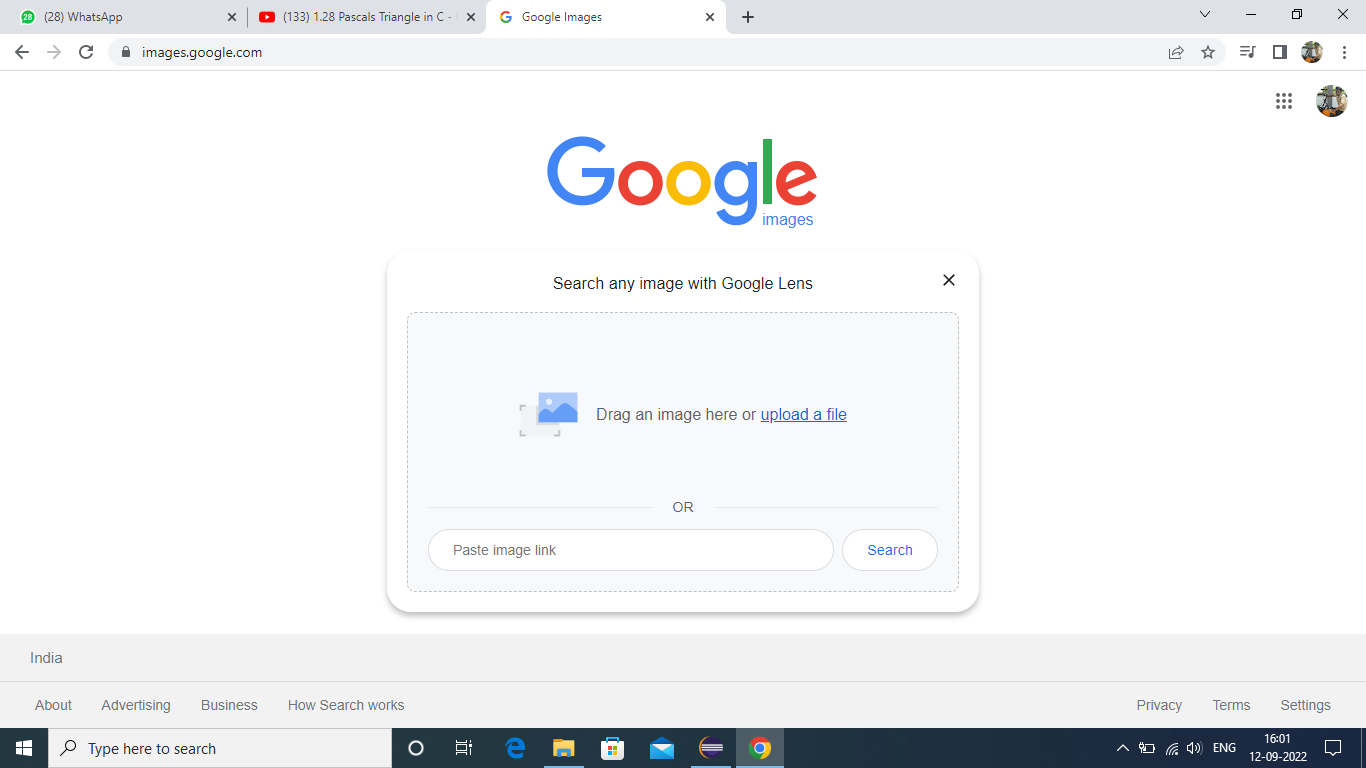 28 (28) WhatsApp
(133) 1.28 Pascals Triangle in C -
Google Images
images.google.com
Google
images
Search any image with Google Lens
Drag an image here or upload a file
OR
Paste image link
Search
India
About Advertising Business How Search works
Privacy Terms Settings
Type here to search
ENG
16:01
12-09-2022